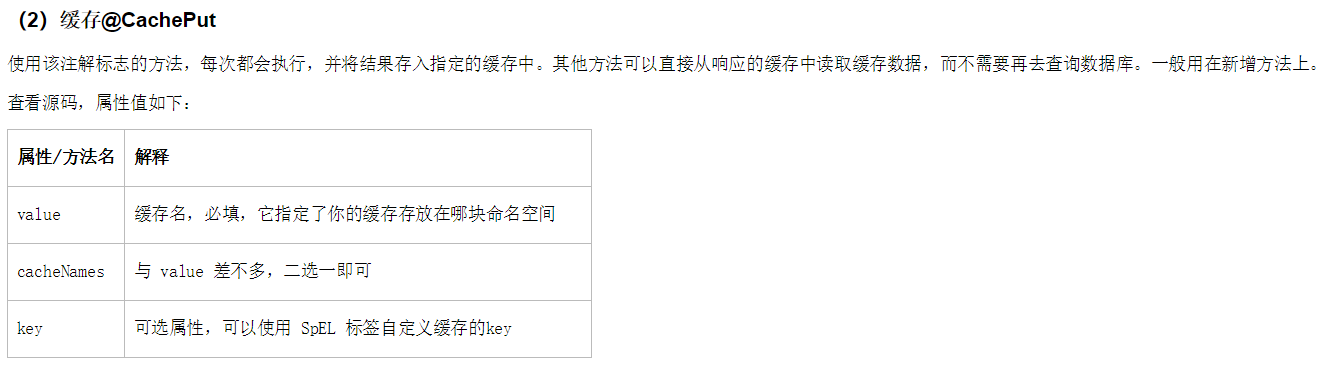 （2）缓存@CachePut
使用该注解标志的方法，每次都会执行，并将结果存入指定的缓存中。其他方法可以直接从响应的缓存中读取缓存数据，而不需要再去查询数据库。一般用在新增方法上。
查看源码，属性值如下：
属性/方法名 解释
value 缓存名，必填，它指定了你的缓存存放在哪块命名空间
cacheNames 与 value 差不多，二选一即可
key 可选属性，可以使用 SpEL 标签自定义缓存的key